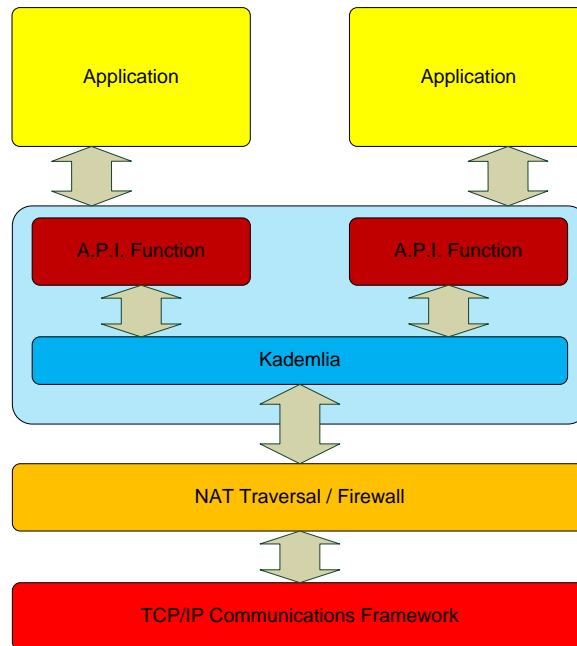 Application
Application
A.P.I. Function
A.P.I. Function
Kademlia
NAT Traversal / Firewall
TCP/IP Communications Framework